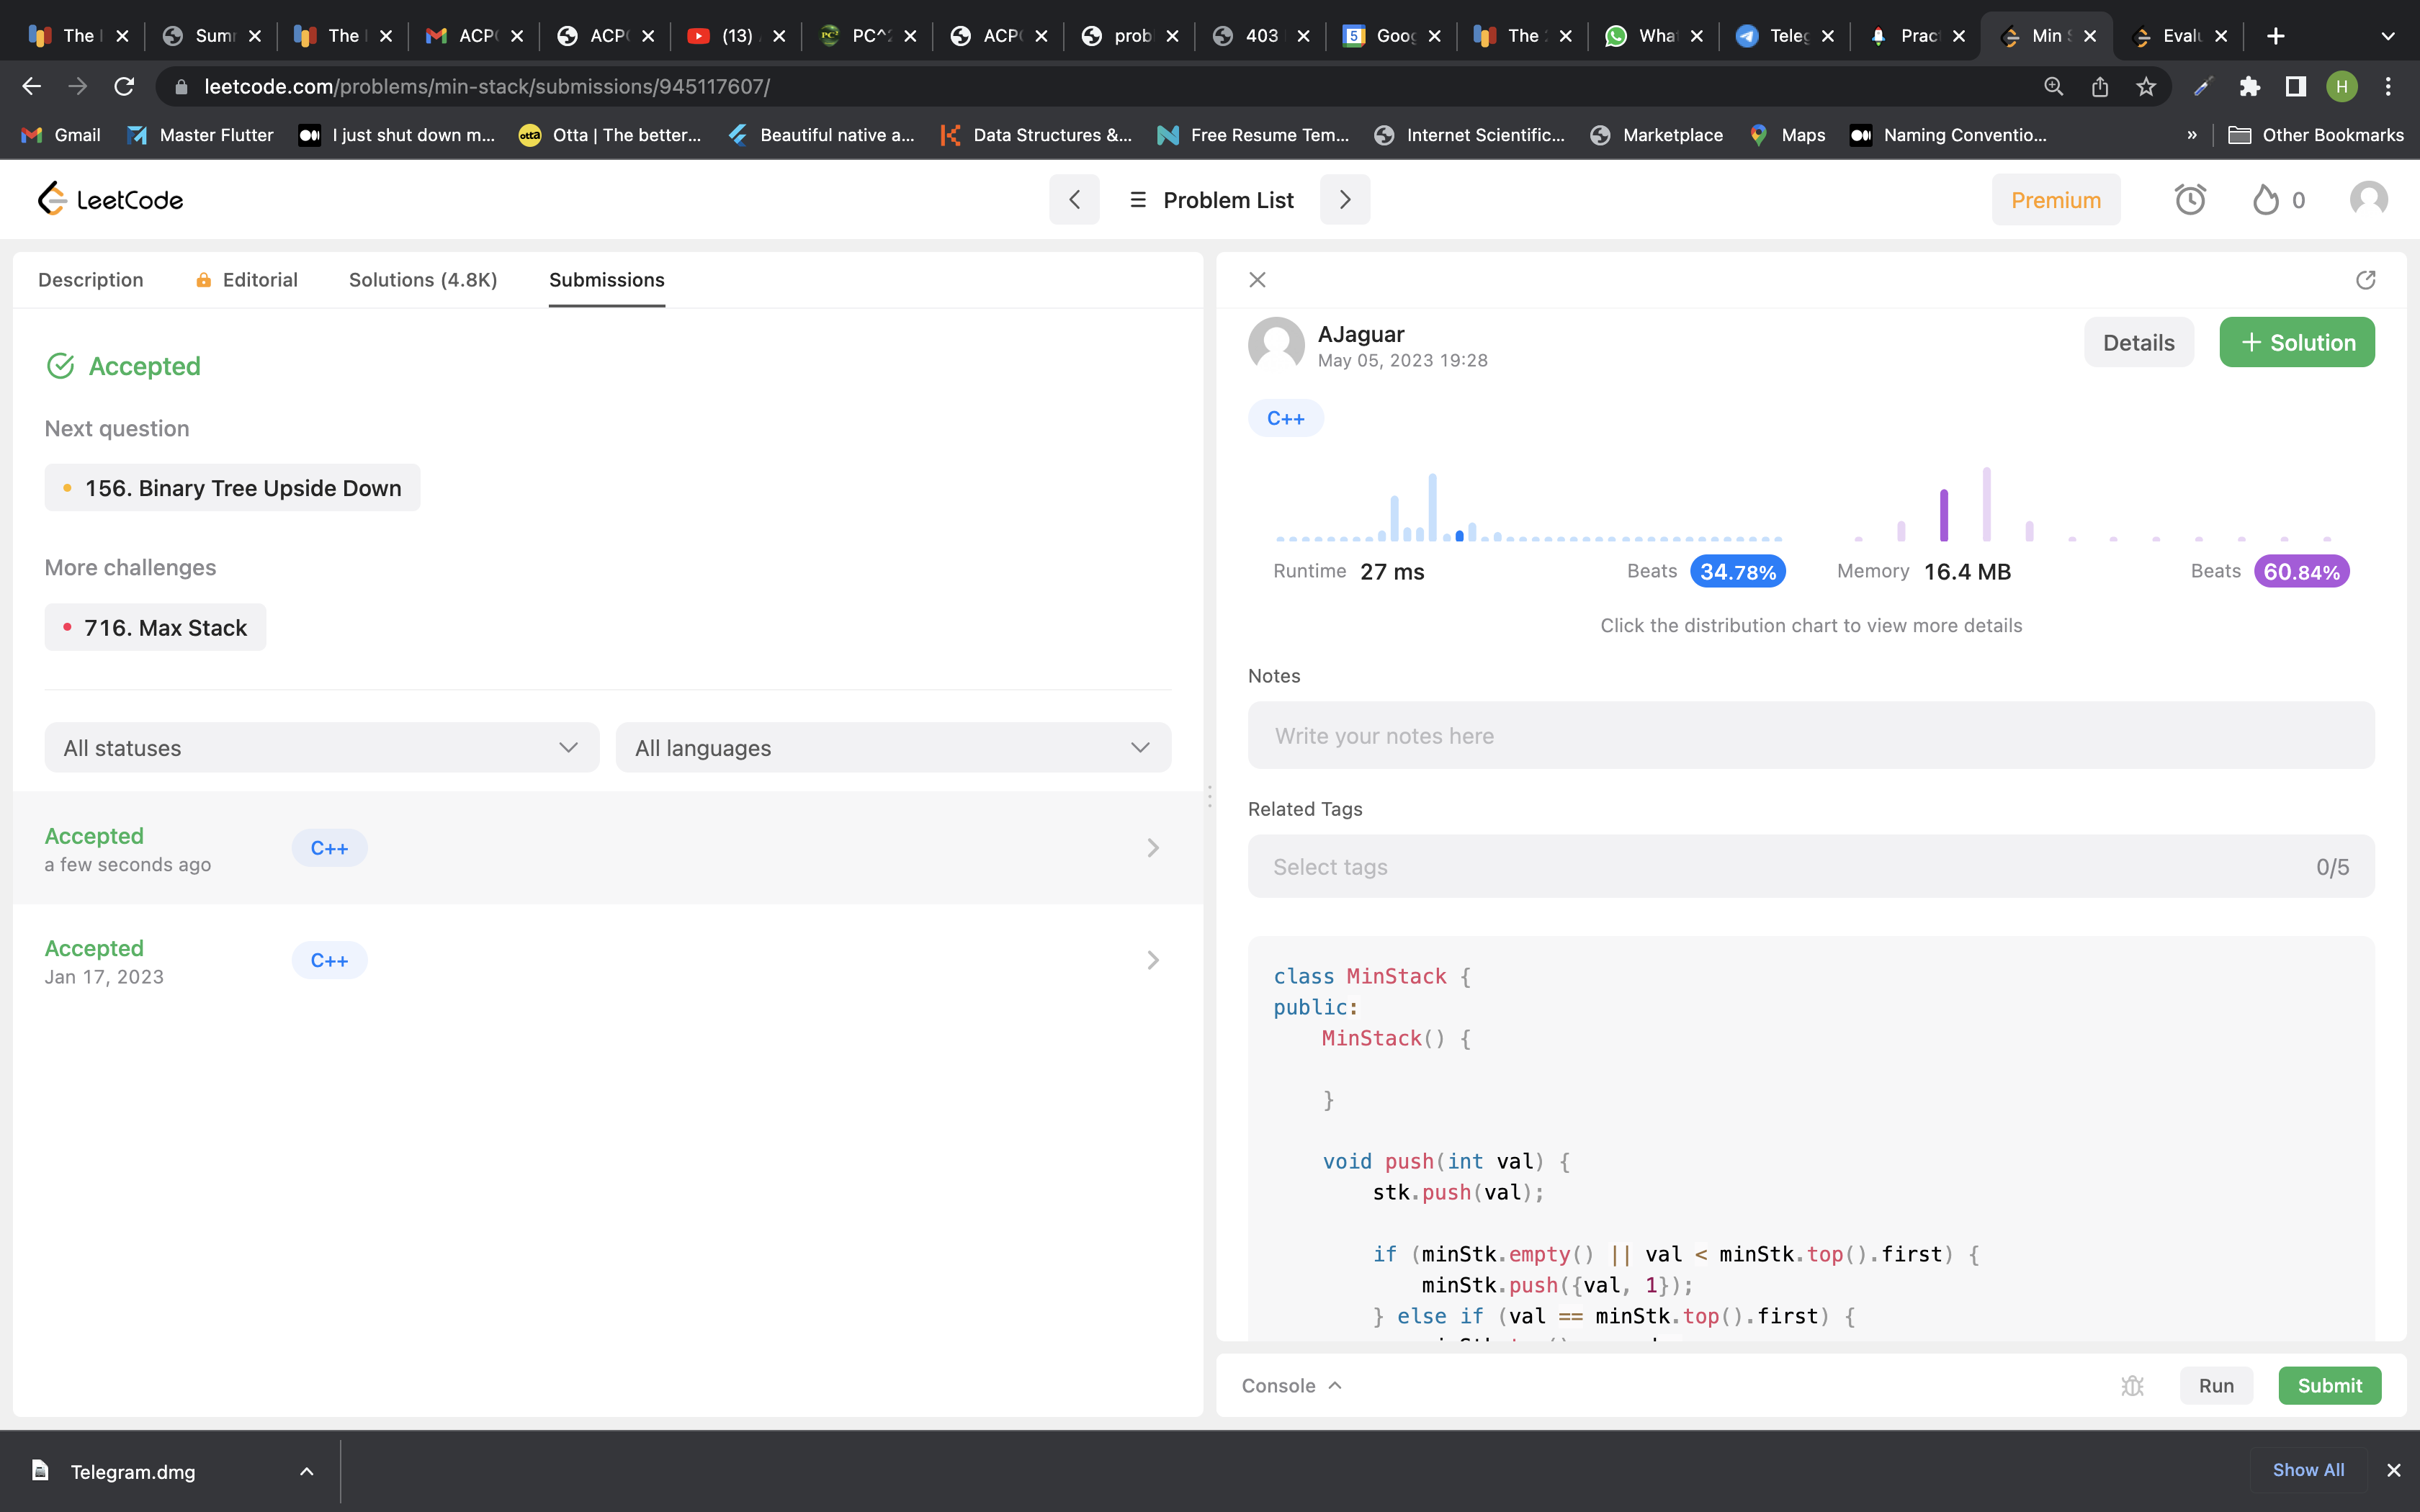 The
Sum
The
ACP
ACP
(13)
PC^
ACP
prob
403
Goog
The
What
Teleg
Prac
Min
Evalu
leetcode.com/problems/min-stack/submissions/945117607/
H
Gmail
Master Flutter
I just shut down m...
otta
Otta | The better...
Beautiful native a...
Data Structures &...
Free Resume Tem...
Internet Scientific...
Marketplace
Maps
Naming Conventio...
»
Other Bookmarks
LeetCode
Problem List
Premium
0
Description
Editorial
Solutions (4.8K)
Submissions
Accepted
Next question
156. Binary Tree Upside Down
More challenges
716. Max Stack
All statuses
All languages
Accepted
a few seconds ago
C++
Accepted
Jan 17, 2023
C++
AJaguar
May 05, 2023 19:28
Details
+ Solution
C++
Runtime 27 ms
Beats 34.78%
Memory 16.4 MB
Beats 60.84%
Click the distribution chart to view more details
Notes
Write your notes here
Related Tags
Select tags
0/5
class MinStack {
public:
MinStack() {
}
void push(int val) {
stk.push(val);
if (minStk.empty() || val < minStk.top().first) {
minStk.push({val, 1});
} else if (val == minStk.top().first) {
Console
Run
Submit
Telegram.dmg
Show All